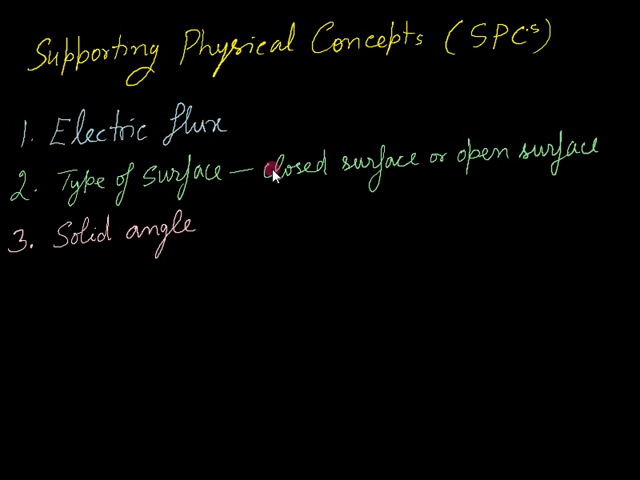 Supporting Physical Concepts (SPC's)
1. Electric flux
2. Type of surface — closed surface or open surface
3. Solid angle